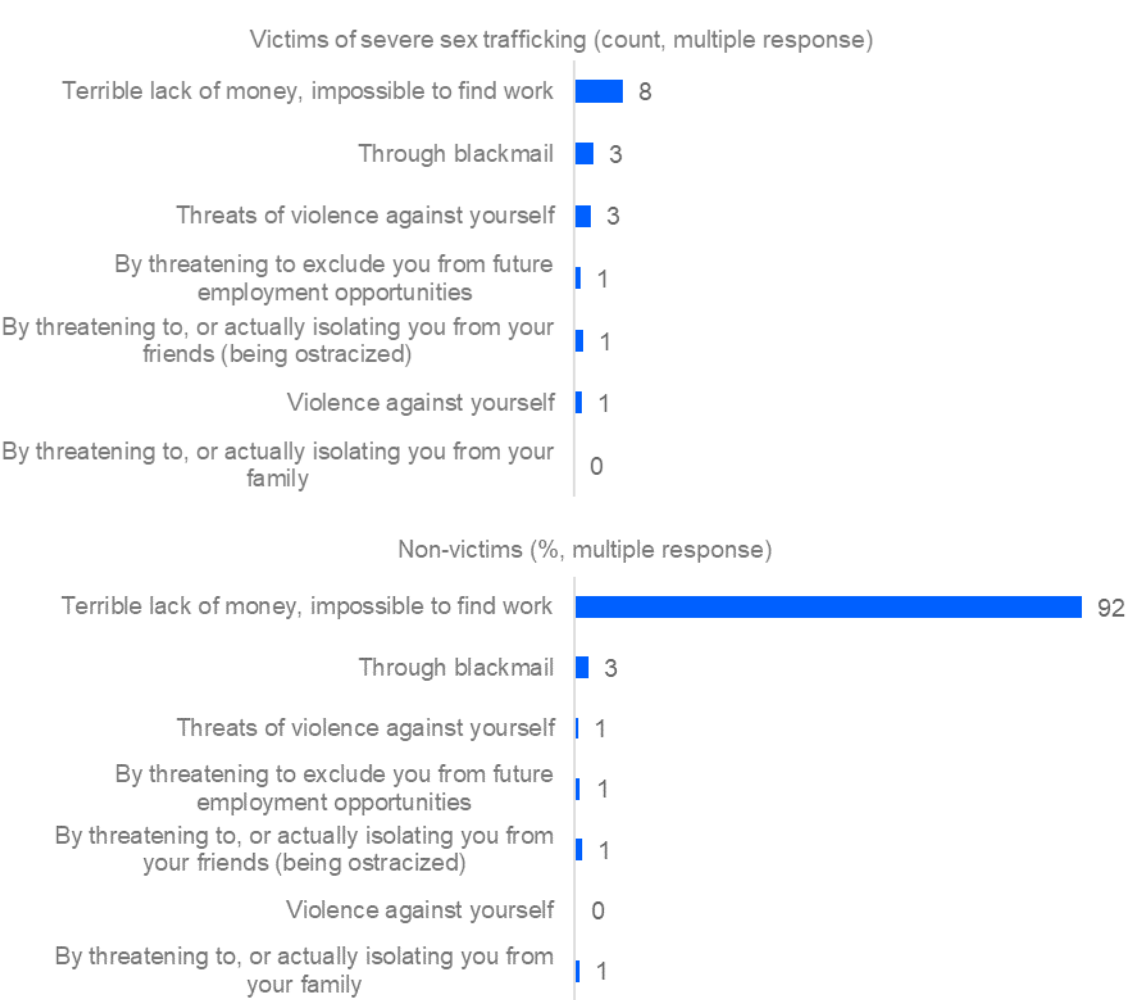 Victims of severe sex trafficking (count, multiple response)
Terrible lack of money, impossible to find work 8
Through blackmail 3
Threats of violence against yourself 3
By threatening to exclude you from future
employment opportunities 1
By threatening to, or actually isolating you from your
friends (being ostracized) 1
Violence against yourself 1
By threatening to, or actually isolating you from your
family 0
Non-victims (%, multiple response)
Terrible lack of money, impossible to find work 92
Through blackmail 3
Threats of violence against yourself 1
By threatening to exclude you from future
employment opportunities 1
By threatening to, or actually isolating you from
your friends (being ostracized) 1
Violence against yourself 0
By threatening to, or actually isolating you from
your family 1